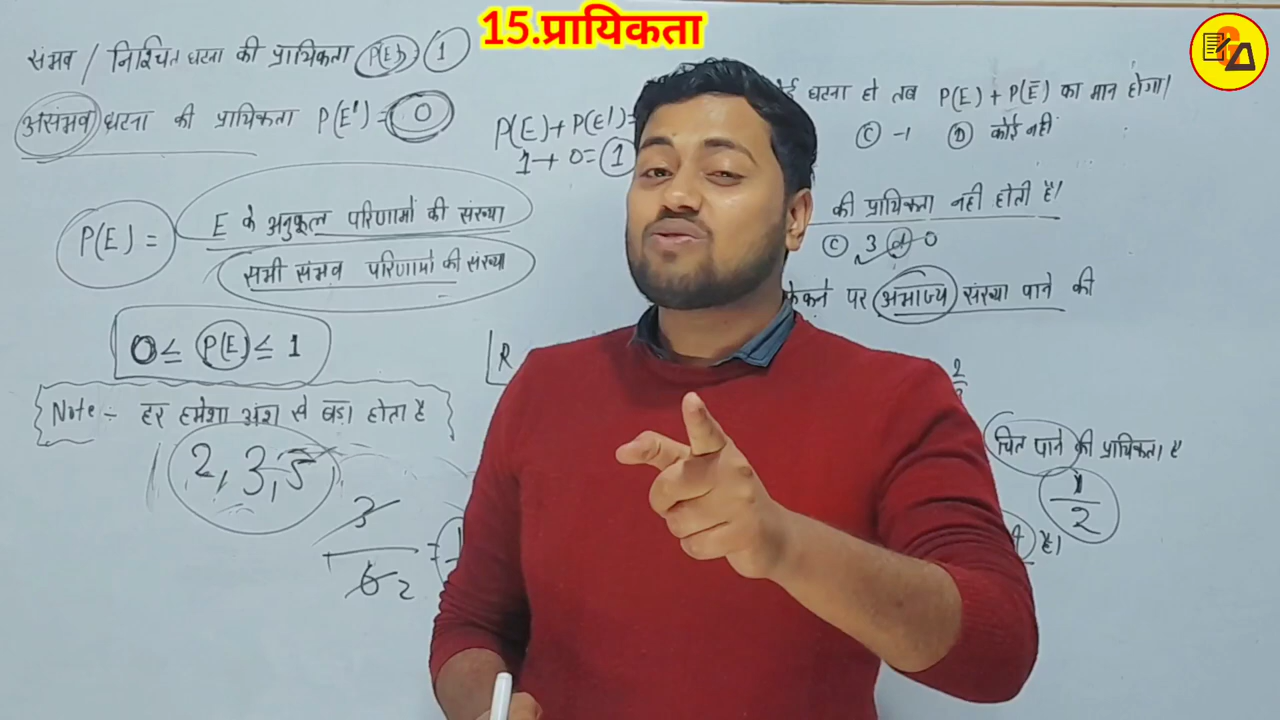 15.प्रायिकता
संभव / निश्चित घटना की प्रायिकता P(E) 1
असंभव घटना की प्रायिकता P(E') = 0
P(E) + P(E') =
1 + 0 = 1
P(E) = E के अनुकूल परिणामों की संख्या
सभी संभव परिणामों की संख्या
0 ≤ P(E) ≤ 1
Note :- हर हमेशा अंश से बड़ा होता है
2, 3, 5
3
6 2
=
R
घटना हो तब P(E) + P(Ē) का मान होगा।
(C) -1 (D) कोई नहीं
की प्रायिकता नही होती है।
(C) 3 (d) 0
पर अभाज्य संख्या पाने की
2
चित पाने की प्रायिकता है
1
2
है।